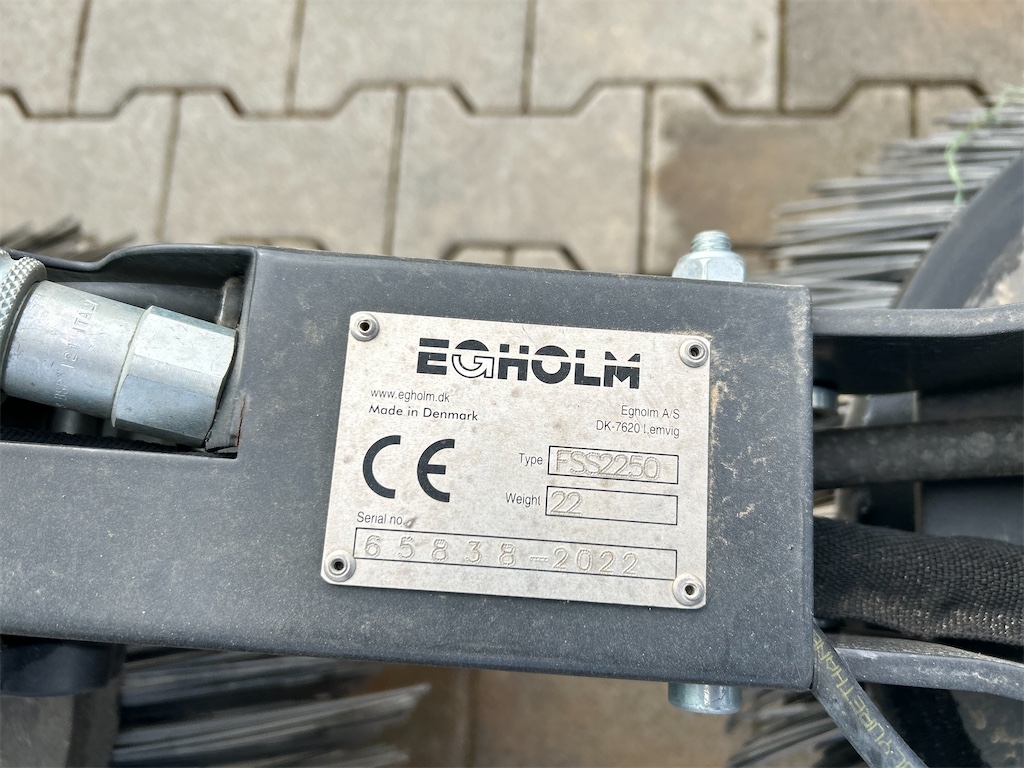 EGHOLM
www.egholm.dk
Made in Denmark
Egholm A/S
DK-7620 Lemvig
CE
Type FSS2250
Weight 22
Serial no.
65838-2022